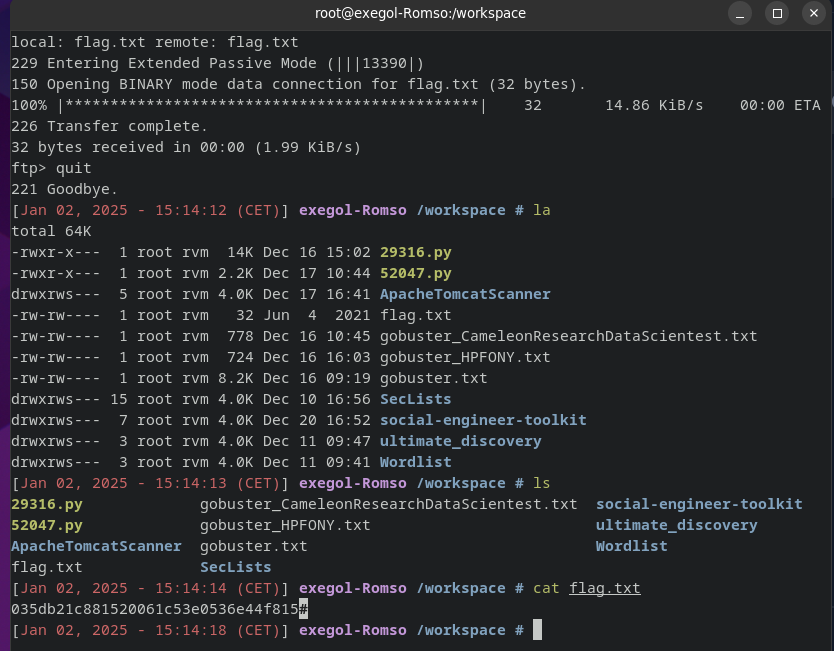 root@exegol-Romso:/workspace
local: flag.txt remote: flag.txt
229 Entering Extended Passive Mode (|||13390|)
150 Opening BINARY mode data connection for flag.txt (32 bytes).
100% |***********************************************| 32 14.86 KiB/s 00:00 ETA
226 Transfer complete.
32 bytes received in 00:00 (1.99 KiB/s)
ftp> quit
221 Goodbye.
[Jan 02, 2025 - 15:14:12 (CET)] exegol-Romso /workspace # la
total 64K
-rwxr-x--- 1 root rvm 14K Dec 16 15:02 29316.py
-rwxr-x--- 1 root rvm 2.2K Dec 17 10:44 52047.py
drwxrws--- 5 root rvm 4.0K Dec 17 16:41 ApacheTomcatScanner
-rw-rw---- 1 root rvm 32 Jun 4 2021 flag.txt
-rw-rw---- 1 root rvm 778 Dec 16 10:45 gobuster_CameleonResearchDataScientest.txt
-rw-rw---- 1 root rvm 724 Dec 16 16:03 gobuster_HPFONY.txt
-rw-rw---- 1 root rvm 8.2K Dec 16 09:19 gobuster.txt
drwxrws--- 15 root rvm 4.0K Dec 10 16:56 SecLists
drwxrws--- 7 root rvm 4.0K Dec 20 16:52 social-engineer-toolkit
drwxrws--- 3 root rvm 4.0K Dec 11 09:47 ultimate_discovery
drwxrws--- 3 root rvm 4.0K Dec 11 09:41 Wordlist
[Jan 02, 2025 - 15:14:13 (CET)] exegol-Romso /workspace # ls
29316.py gobuster_CameleonResearchDataScientest.txt social-engineer-toolkit
52047.py gobuster_HPFONY.txt ultimate_discovery
ApacheTomcatScanner gobuster.txt Wordlist
flag.txt SecLists
[Jan 02, 2025 - 15:14:14 (CET)] exegol-Romso /workspace # cat flag.txt
035db21c881520061c53e0536e44f815#
[Jan 02, 2025 - 15:14:18 (CET)] exegol-Romso /workspace #